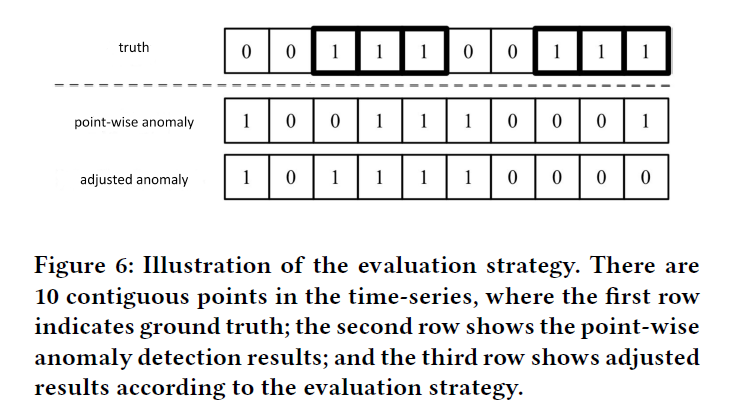 truth 0 0 1 1 1 0 0 1 1 1
point-wise anomaly 1 0 0 1 1 1 0 0 0 1
adjusted anomaly 1 0 1 1 1 1 0 0 0 0
Figure 6: Illustration of the evaluation strategy. There are
10 contiguous points in the time-series, where the first row
indicates ground truth; the second row shows the point-wise
anomaly detection results; and the third row shows adjusted
results according to the evaluation strategy.